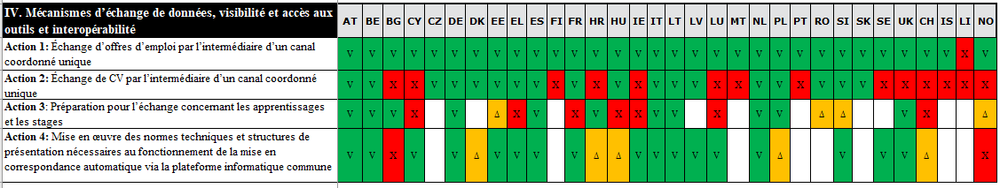 IV. Mécanismes d'échange de données, visibilité et accès aux
outils et interopérabilité
AT BE BG CY CZ DE DK EE EL ES FI FR HR HU IE IT LT LV LU MT NL PL PT RO SI SK SE UK CH IS LI NO
Action 1: Échange d'offres d'emploi par l'intermédiaire d'un canal
coordonné unique
V V V V V V V V V V V V V V V V V V V V V V V V V V V V V V X V
Action 2: Échange de CV par l'intermédiaire d'un canal coordonné
unique
V V X X V V V V V V X V X V X V V V X X V V X V V V X X X X X X
Action 3: Préparation pour l'échange concernant les apprentissages
et les stages
V V V X V Δ X V X V X X V V X V V Δ Δ V X Δ
Action 4: Mise en œuvre des normes techniques et structures de
présentation nécessaires au fonctionnement de la mise en
correspondance automatique via la plateforme informatique commune
V V X V V Δ V V V V Δ Δ V V V V V V Δ V V V Δ X